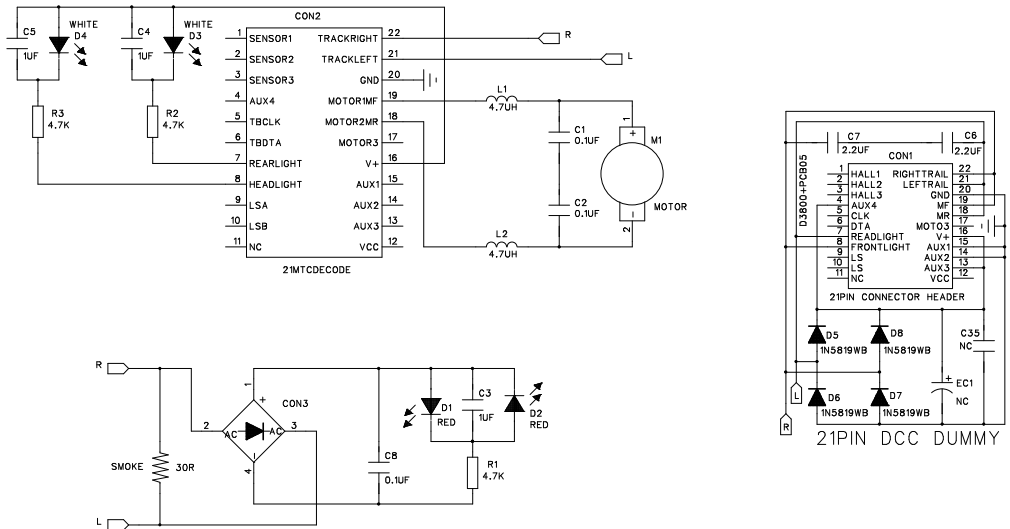 CON2
C5
1UF
WHITE
D4
C4
1UF
WHITE
D3
R3
4.7K
R2
4.7K
1 SENSOR1 TRACKRIGHT 22
2 SENSOR2 TRACKLEFT 21
3 SENSOR3 GND 20
4 AUX4 MOTOR1MF 19
5 TBCLK MOTOR2MR 18
6 TBDTA MOTOR3 17
7 REARLIGHT V+ 16
8 HEADLIGHT AUX1 15
9 LSA AUX2 14
10 LSB AUX3 13
11 NC VCC 12
21MTCDECODE
R
L
L1
4.7UH
C1
0.1UF
C2
0.1UF
L2
4.7UH
1
+
M1
MOTOR
-
2
D3800+PCB05
C7
2.2UF
C6
2.2UF
CON1
1 HALL1 RIGHTTRAIL 22
2 HALL2 LEFTRAIL 21
3 HALL3 GND 20
4 AUX4 MF 19
5 CLK MR 18
6 DTA MOTO3 17
7 READLIGHT V+ 16
8 FRONTLIGHT AUX1 15
9 LS AUX2 14
10 LS AUX3 13
11 NC VCC 12
21PIN CONNECTOR HEADER
D5
1N5819WB
D8
1N5819WB
C35
NC
D6
1N5819WB
D7
1N5819WB
+
EC1
NC
L
R
21PIN DCC DUMMY
R
L
SMOKE
30R
1
+
CON3
2
AC
AC
3
-
4
C8
0.1UF
D1
RED
C3
1UF
D2
RED
R1
4.7K